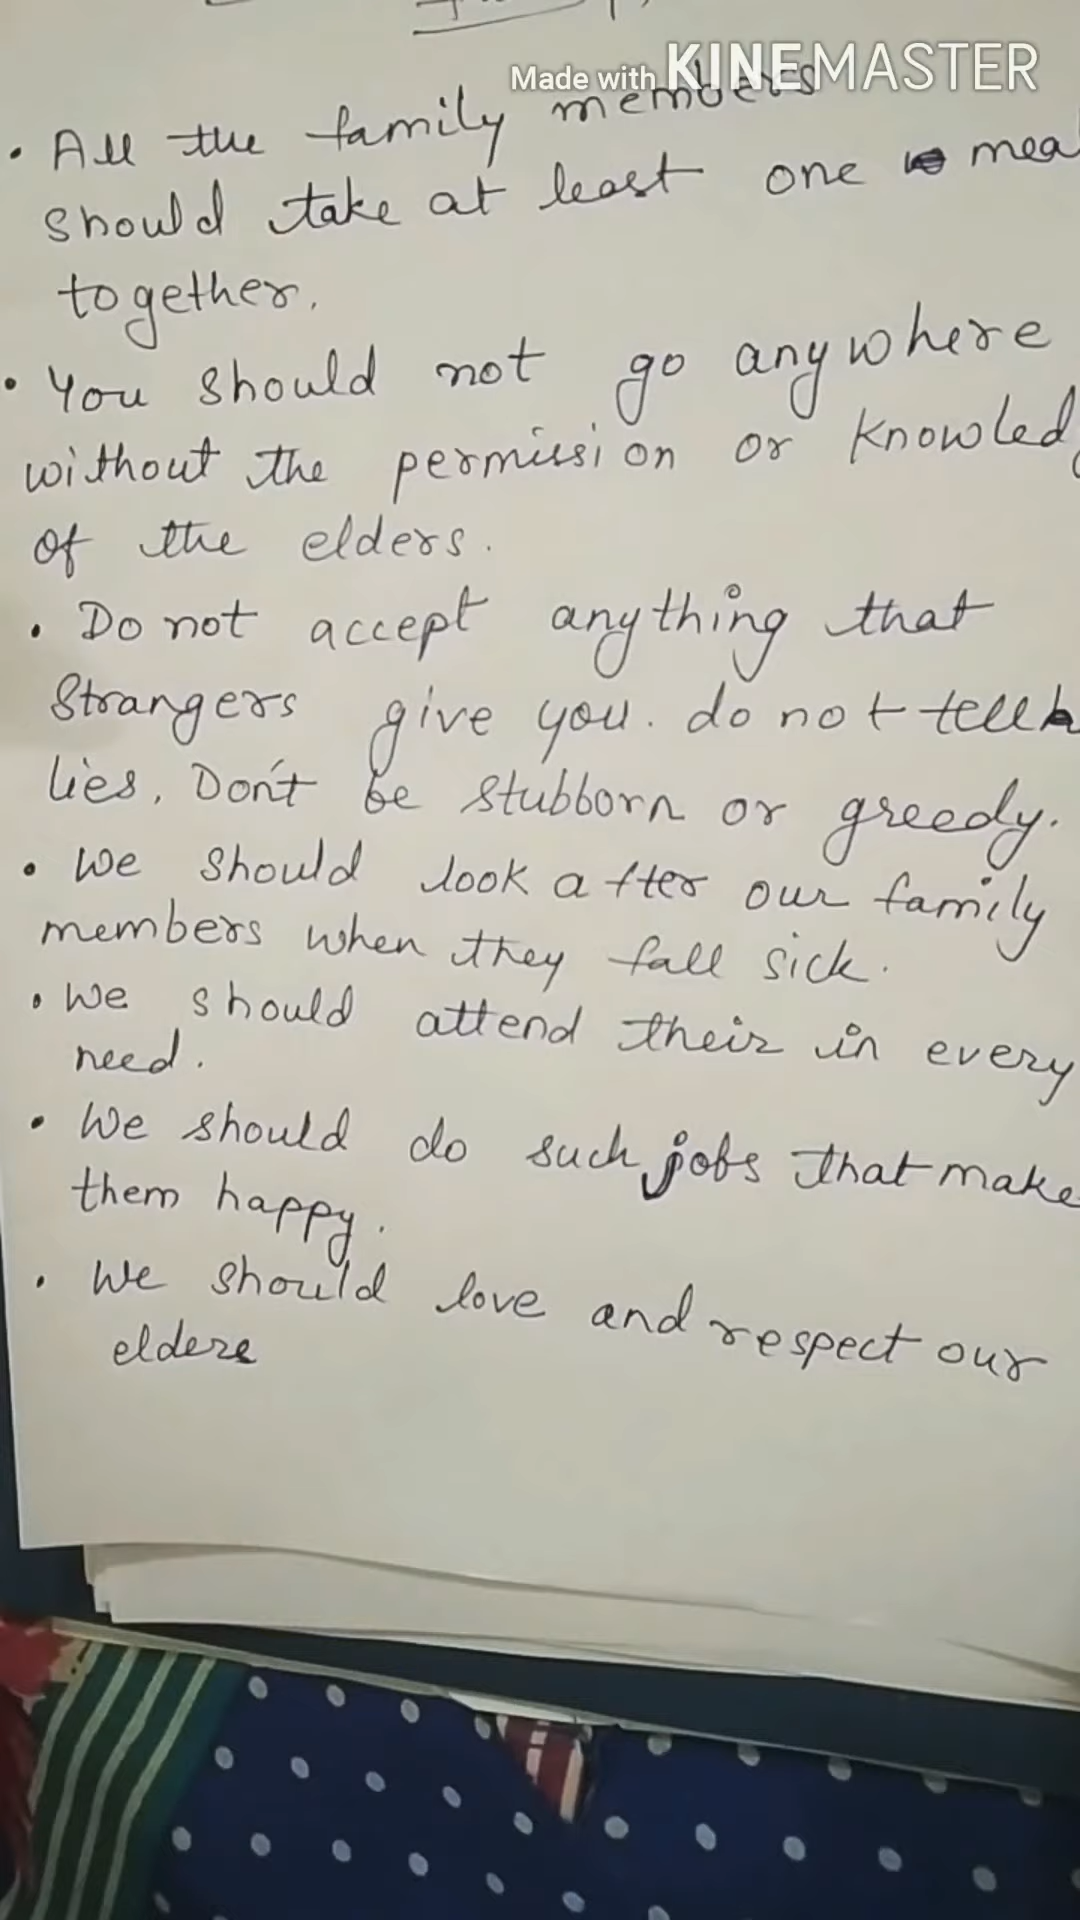 Made with KINEMASTER
• All the family members
should take at least one mea
together.
• You should not go anywhere
without the permission or knowled
of the elders.
• Do not accept anything that
Strangers give you. do not tell
lies. Don't be stubborn or greedy.
• We should look after our family
members when they fall sick.
• We should attend their in every
need.
• We should do such jobs that make
them happy.
• We should love and respect our
elders